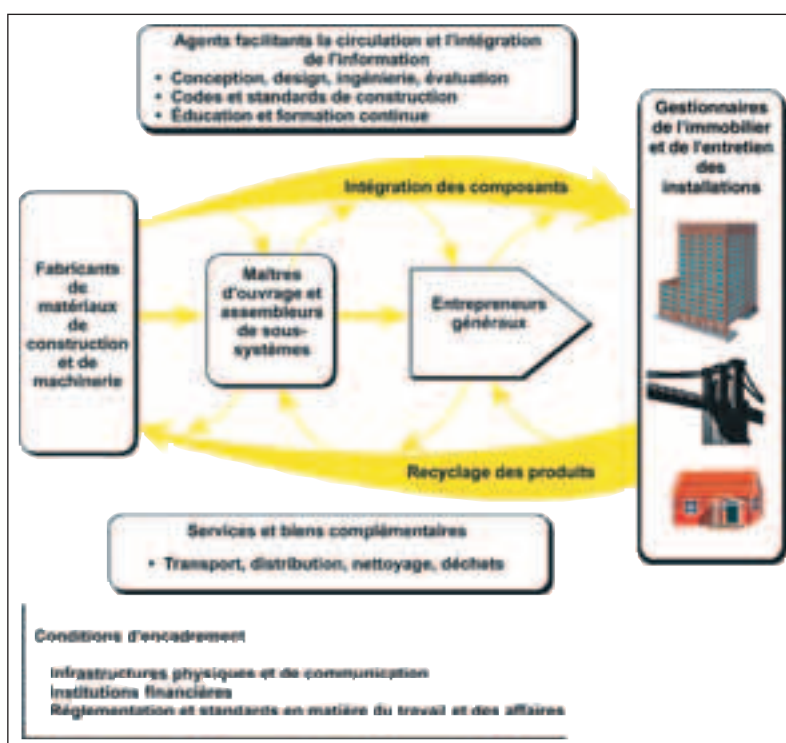 Agents facilitants la circulation et l'intégration
de l'information
• Conception, design, ingénierie, évaluation
• Codes et standards de construction
• Éducation et formation continue
Gestionnaires
de l'immobilier
et de l'entretien
des
installations
Intégration des composants
Fabricants
de
matériaux
de
construction
et de
machinerie
Maîtres
d'ouvrage et
assembleurs
de sous-
systèmes
Entrepreneurs
généraux
Recyclage des produits
Services et biens complémentaires
• Transport, distribution, nettoyage, déchets
Conditions d'encadrement
Infrastructures physiques et de communication
Institutions financières
Réglementation et standards en matière du travail et des affaires